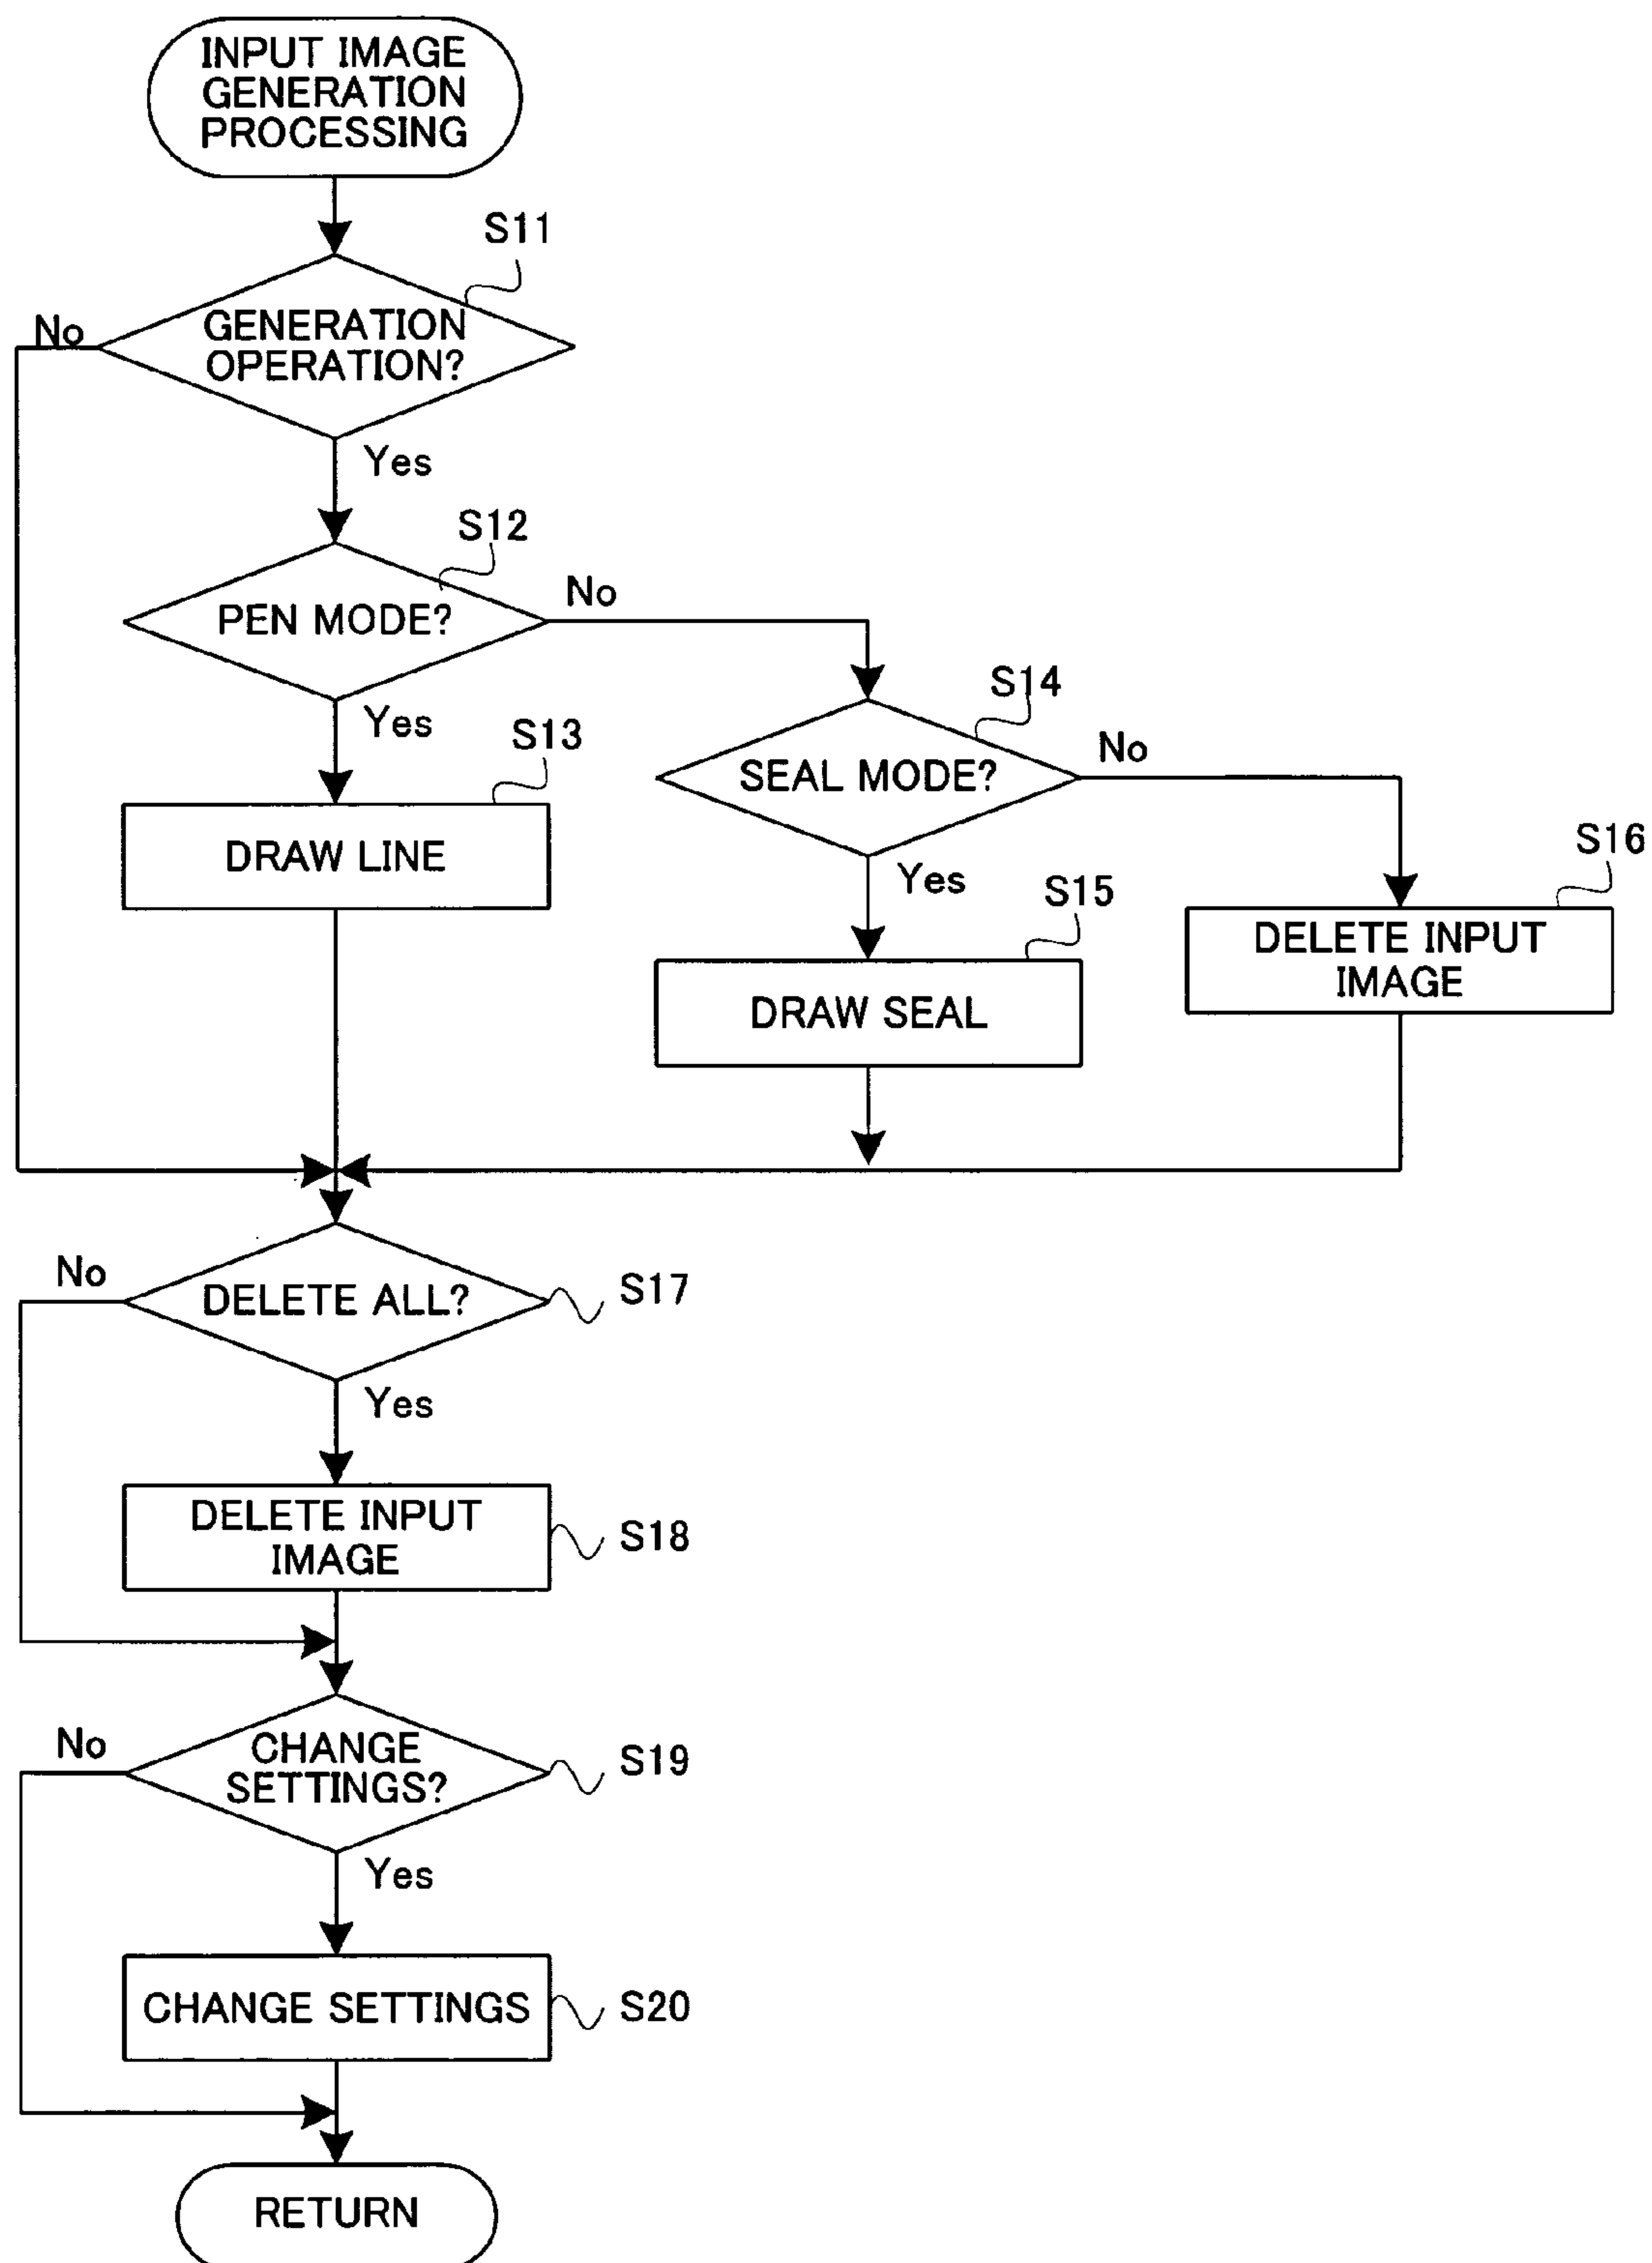 INPUT IMAGE
GENERATION
PROCESSING
S11
No
GENERATION
OPERATION?
Yes
S12
No
PEN MODE?
S14
Yes
S13
No
SEAL MODE?
S16
DRAW LINE
Yes
S15
DELETE INPUT
IMAGE
DRAW SEAL
No
DELETE ALL?
S17
Yes
DELETE INPUT
IMAGE
S18
No
CHANGE
SETTINGS?
S19
Yes
CHANGE SETTINGS
S20
RETURN